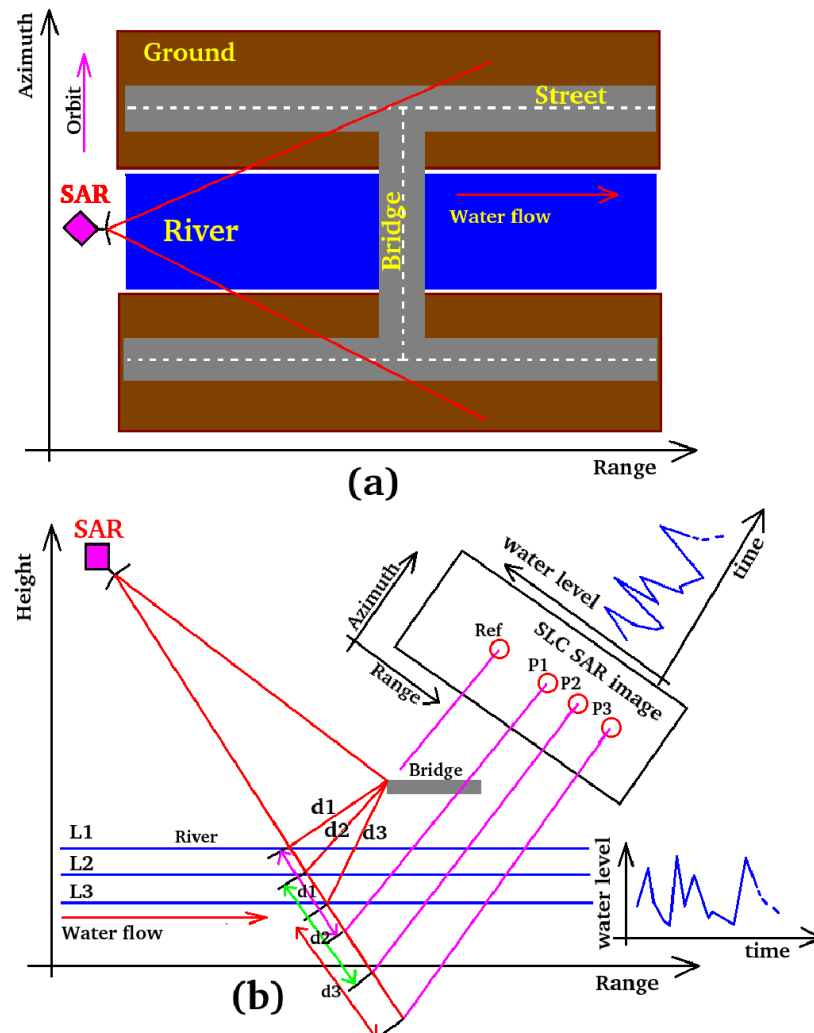 Azimuth
Orbit
Ground
Street
SAR
River
Bridge
Water flow
Range
(a)
SAR
Height
Azimuth
Range
water level
time
SLC SAR image
Ref
P1
P2
P3
Bridge
d1
d2
d3
L1
River
L2
L3
d1
d2
d3
Water flow
water level
time
Range
(b)